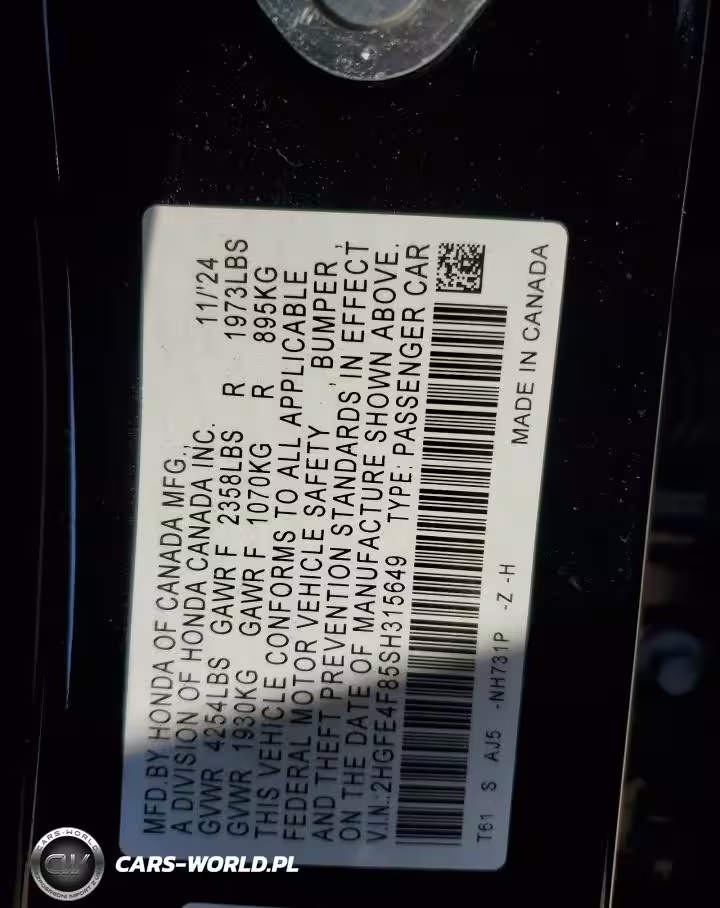 MFD.BY HONDA OF CANADA MFG.,
A DIVISION OF HONDA CANADA INC. 11/'24
GVWR 4254LBS GAWR F 2358LBS R 1973LBS
GVWR 1930KG GAWR F 1070KG R 895KG
THIS VEHICLE CONFORMS TO ALL APPLICABLE
FEDERAL MOTOR VEHICLE SAFETY , BUMPER ,
AND THEFT PREVENTION STANDARDS, IN EFFECT
ON THE DATE OF MANUFACTURE SHOWN ABOVE.
V.I.N.:2HGFE4F85SH315649 TYPE: PASSENGER CAR
T61 S AJ5 -NH731P -Z -H
MADE IN CANADA
CARS-WORLD
CW
CARS-WORLD.PL